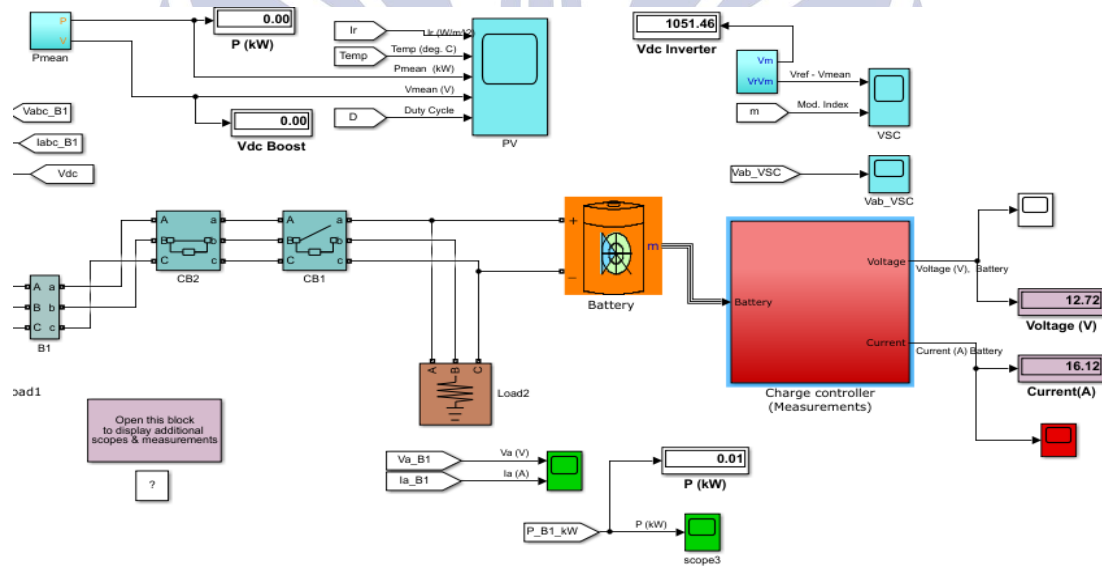 P
V
Pmean
0.00
P (kW)
Ir
Temp
D
Ir (W/m^2)
Temp (deg. C)
Pmean (kW)
Vmean (V)
Duty Cycle
PV
0.00
Vdc Boost
1051.46
Vdc Inverter
Vm
VrVm
Vref - Vmean
m
Mod. Index
VSC
Vab_VSC
Vab_VSC
Vabc_B1
Iabc_B1
Vdc
A a
B b
C c
B1
A a
B b
C c
CB2
A a
B b
C c
CB1
+
m
–
Battery
Battery
Voltage
Current
Charge controller
(Measurements)
Voltage (V), Battery
12.72
Voltage (V)
Current (A) Battery
16.12
Current(A)
A B C
Load2
oad1
Open this block
to display additional
scopes & measurements
?
Va_B1
Ia_B1
Va (V)
Ia (A)
0.01
P (kW)
P_B1_kW
P (kW)
scope3